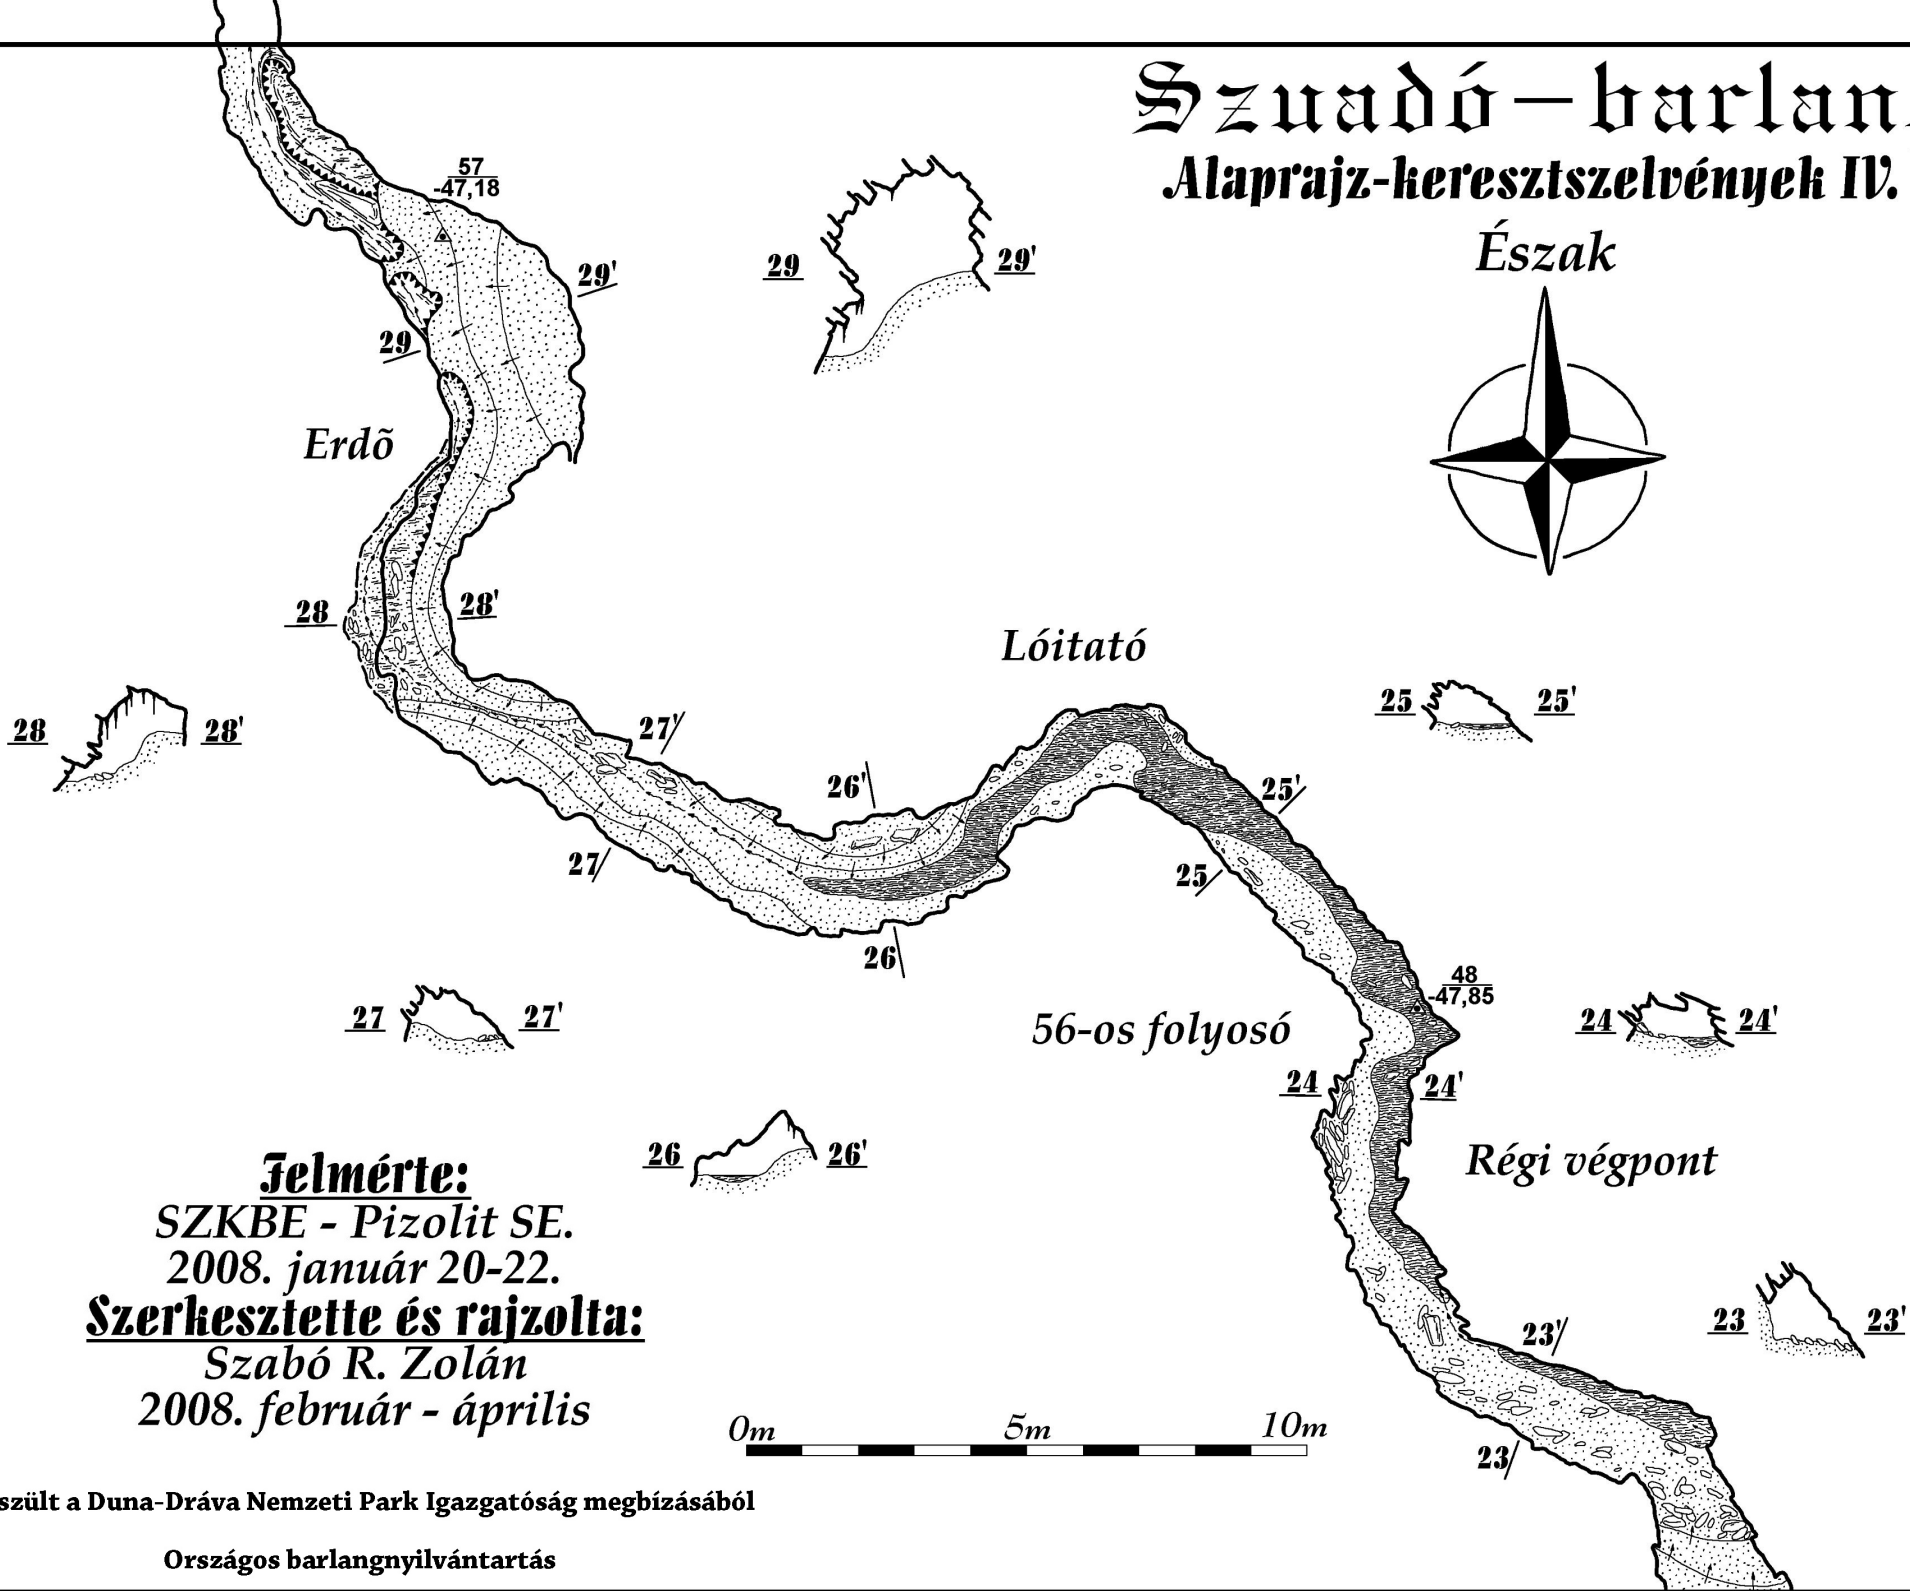 Szuadó-barlan
Alaprajz-keresztszelvények IV.
Észak
57
-47,18
29'
29
29
29'
Erdõ
28
28'
28
28'
27'
27
Lóitató
25
25'
26'
26
25'
25
48
-47,85
27
27'
56-os folyosó
24
24'
24
24'
26
26'
Régi végpont
Felmérte:
SZKBE - Pizolit SE.
2008. január 20-22.
Szerkesztette és rajzolta:
Szabó R. Zolán
2008. február - április
23
23'
23'
23
0m 5m 10m
szült a Duna-Dráva Nemzeti Park Igazgatóság megbízásából
Országos barlangnyilvántartás